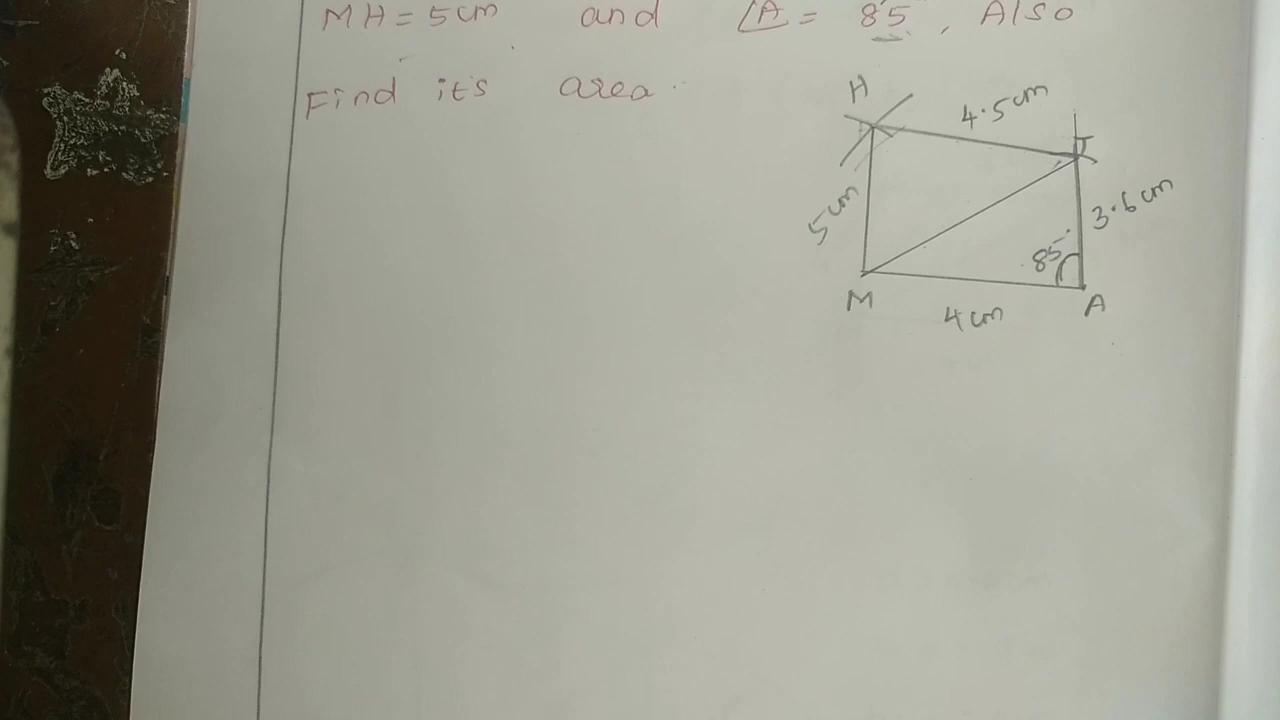 MH = 5cm and ∠A = 85°, Also
Find it's area.
H
4.5cm
T
5cm
3.6cm
85°
M
4cm
A